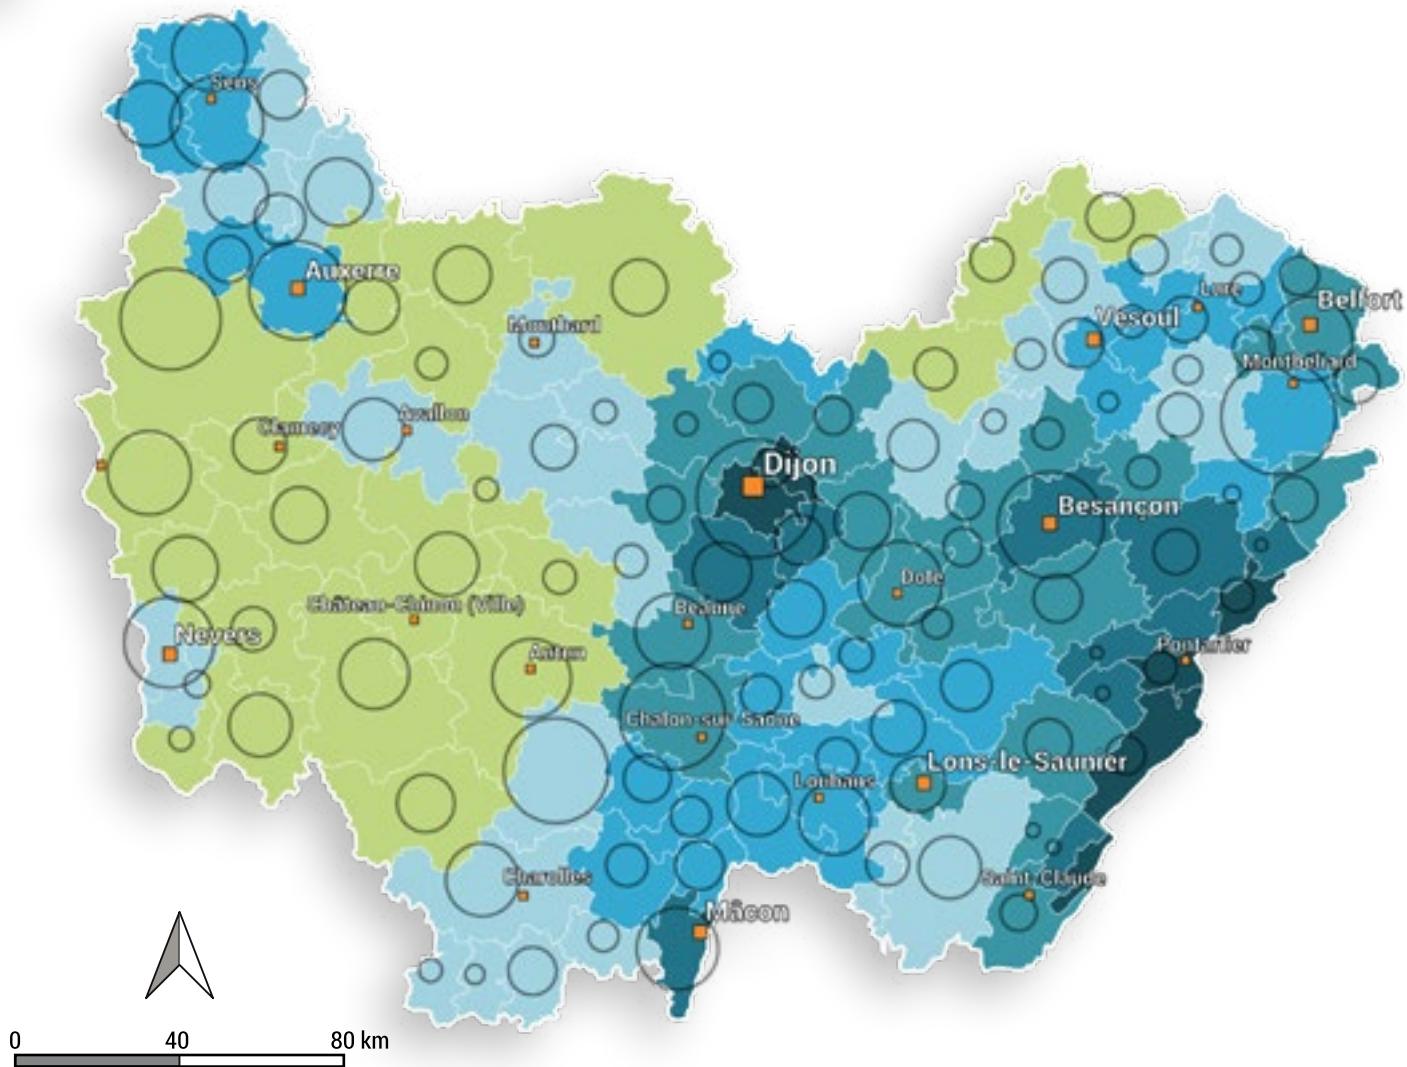 Sens
Auxerre
Belfort
Lure
Vesoul
Montbard
Montbéliard
Avallon
Clamecy
Dijon
Besançon
Dole
Château-Chinon (Ville)
Beaune
Nevers
Pontarlier
Autun
Chalon-sur-Saône
Lons-le-Saunier
Louhans
Charolles
Saint-Claude
Mâcon
0 40 80 km